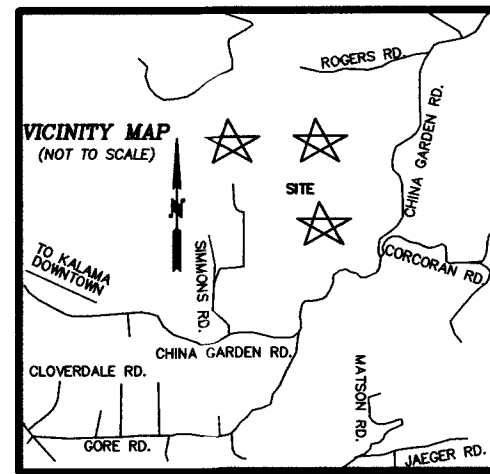 ROGERS RD.
CHINA GARDEN RD.
VICINITY MAP
(NOT TO SCALE)
SITE
N
SIMMONS RD.
CORCORAN RD.
TO KALAMA
DOWNTOWN
CHINA GARDEN RD.
CLOVERDALE RD.
MATSON RD.
GORE RD.
JAEGER RD.